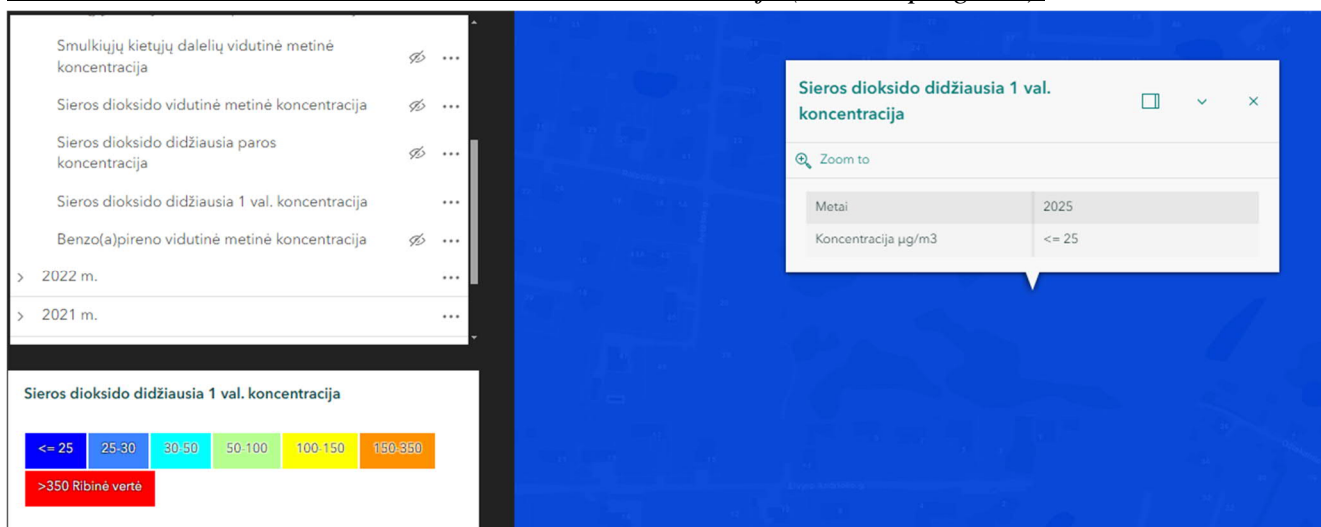 Smulkiųjų kietųjų dalelių vidutinė metinė
koncentracija
Sieros dioksido vidutinė metinė koncentracija
Sieros dioksido didžiausia paros
koncentracija
Sieros dioksido didžiausia 1 val. koncentracija
Benzo(a)pireno vidutinė metinė koncentracija
2022 m.
2021 m.
Sieros dioksido didžiausia 1 val. koncentracija
<= 25 25-30 30-50 50-100 100-150 150-350
>350 Ribinė vertė
Sieros dioksido didžiausia 1 val.
koncentracija
Zoom to
Metai 2025
Koncentracija µg/m3 <= 25